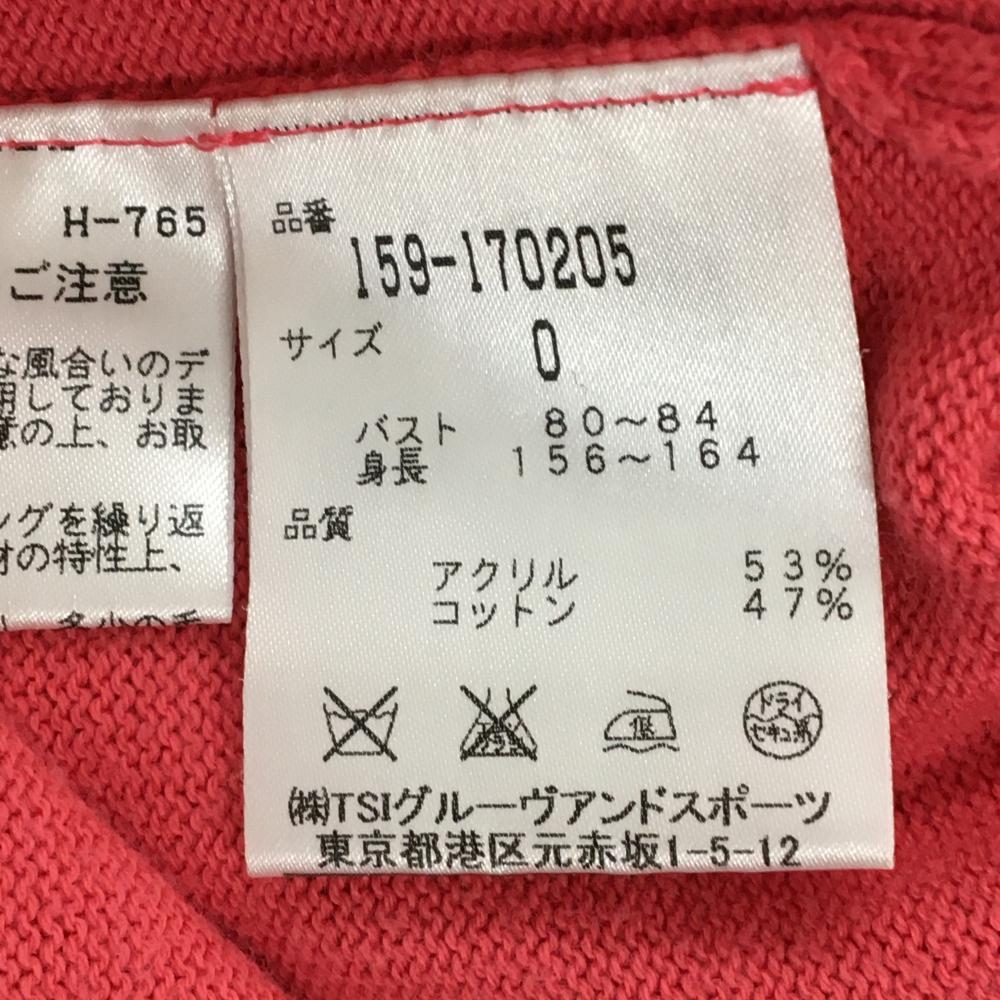 H-765
ご注意
な風合いのデ
用しておりま
意の上、お取
ングを繰り返
材の特性上、
品番
159-170205
サイズ 0
バスト 80~84
身長 156~164
品質
アクリル 53%
コットン 47%
低
ドライ
セキユ系
㈱TSIグルーヴアンドスポーツ
東京都港区元赤坂1-5-12